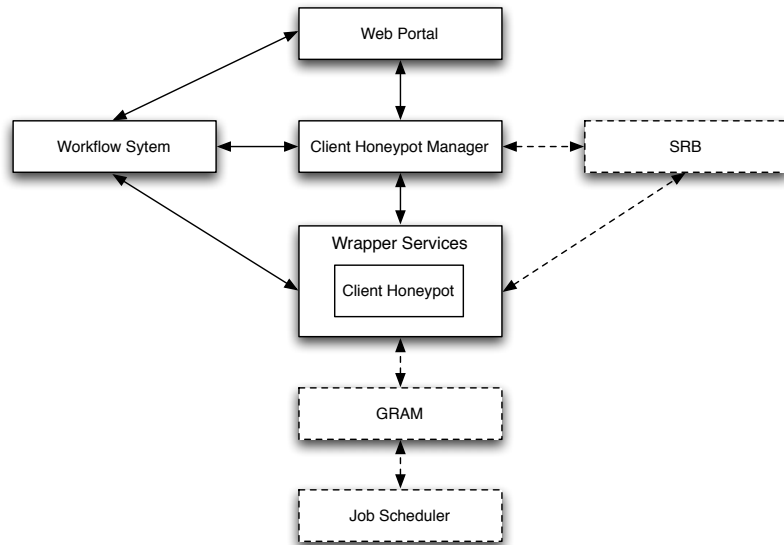 Web Portal
Workflow Sytem
Client Honeypot Manager
SRB
Wrapper Services
Client Honeypot
GRAM
Job Scheduler